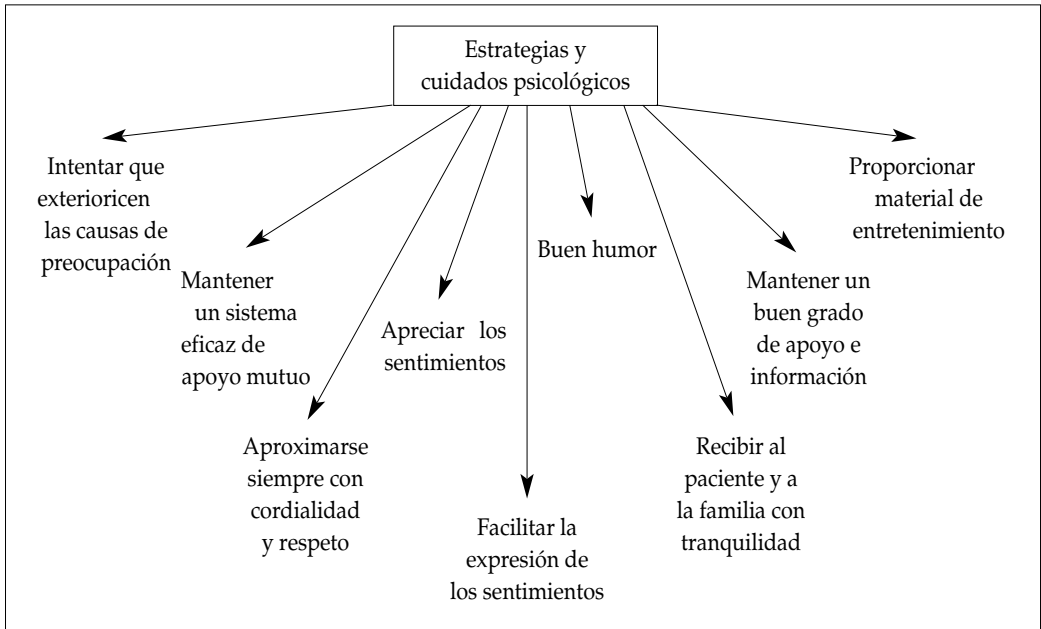 Estrategias y
cuidados psicológicos
Intentar que
exterioricen
las causas de
preocupación
Mantener
un sistema
eficaz de
apoyo mutuo
Aproximarse
siempre con
cordialidad
y respeto
Apreciar los
sentimientos
Facilitar la
expresión de
los sentimientos
Buen humor
Recibir al
paciente y a
la familia con
tranquilidad
Mantener un
buen grado
de apoyo e
información
Proporcionar
material de
entretenimiento